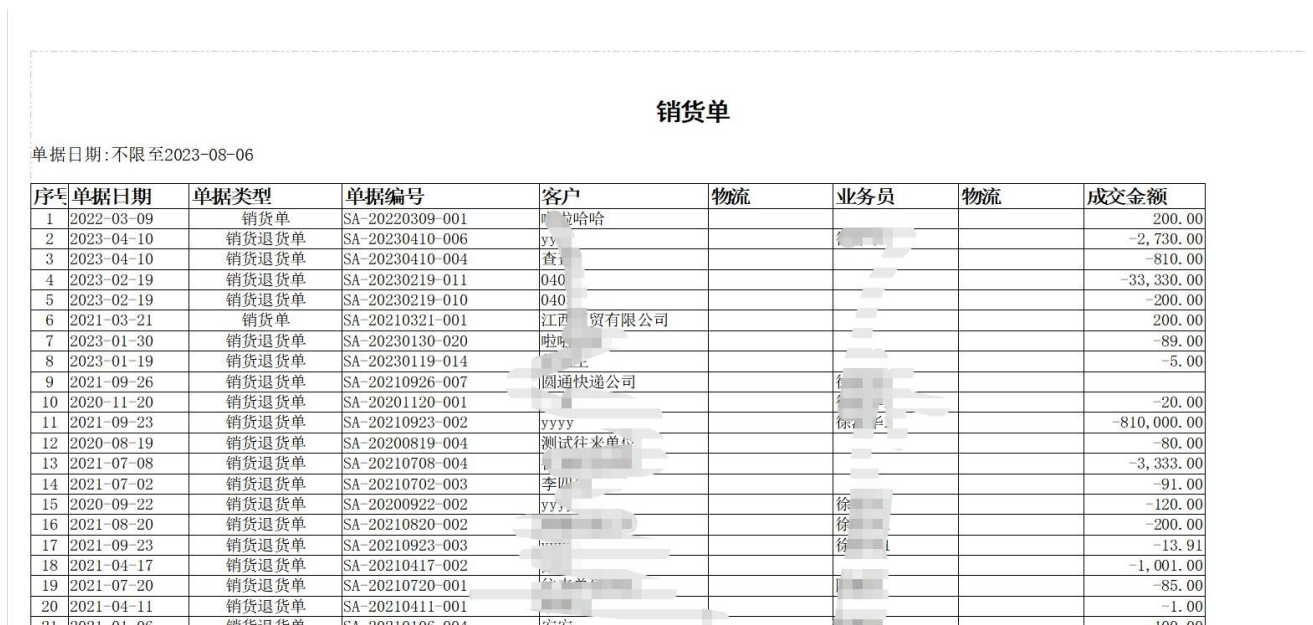 销货单
单据日期:不限至2023-08-06
序号 单据日期 单据类型 单据编号 客户 物流 业务员 物流 成交金额
1 2022-03-09 销货单 SA-20220309-001 哈哈 200.00
2 2023-04-10 销货退货单 SA-20230410-006 yy -2,730.00
3 2023-04-10 销货退货单 SA-20230410-004 查 -810.00
4 2023-02-19 销货退货单 SA-20230219-011 040 -33,330.00
5 2023-02-19 销货退货单 SA-20230219-010 040 -200.00
6 2021-03-21 销货单 SA-20210321-001 江西 贸有限公司 200.00
7 2023-01-30 销货退货单 SA-20230130-020 啦 -89.00
8 2023-01-19 销货退货单 SA-20230119-014 -5.00
9 2021-09-26 销货退货单 SA-20210926-007 圆通快递公司
10 2020-11-20 销货退货单 SA-20201120-001 -20.00
11 2021-09-23 销货退货单 SA-20210923-002 yyyy 徐 -810,000.00
12 2020-08-19 销货退货单 SA-20200819-004 测试往来单位 -80.00
13 2021-07-08 销货退货单 SA-20210708-004 -3,333.00
14 2021-07-02 销货退货单 SA-20210702-003 李四 -91.00
15 2020-09-22 销货退货单 SA-20200922-002 yyy 徐 -120.00
16 2021-08-20 销货退货单 SA-20210820-002 徐 -200.00
17 2021-09-23 销货退货单 SA-20210923-003 徐 -13.91
18 2021-04-17 销货退货单 SA-20210417-002 -1,001.00
19 2021-07-20 销货退货单 SA-20210720-001 -85.00
20 2021-04-11 销货退货单 SA-20210411-001 -1.00